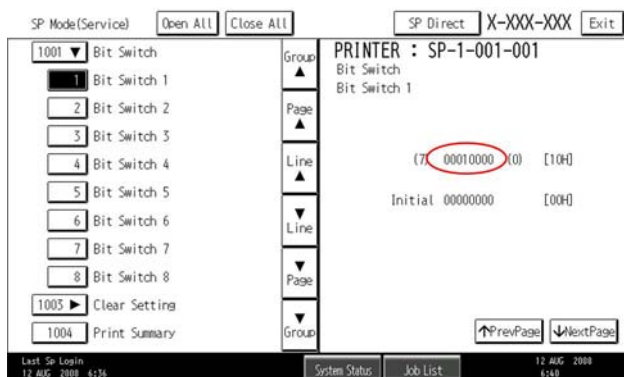 SP Mode(Service) Open All Close All SP Direct X-XXX-XXX Exit
1001 ▼ Bit Switch
1 Bit Switch 1
2 Bit Switch 2
3 Bit Switch 3
4 Bit Switch 4
5 Bit Switch 5
6 Bit Switch 6
7 Bit Switch 7
8 Bit Switch 8
1003 ► Clear Setting
1004 Print Summary
Group
▲
Page
▲
Line
▲
▼
Line
▼
Page
▼
Group
PRINTER : SP-1-001-001
Bit Switch
Bit Switch 1
(7) 00010000 (0) [10H]
Initial 00000000 [00H]
↑PrevPage ↓NextPage
Last Sp Login
12 AUG 2008 6:36
System Status Job List
12 AUG 2008
6:40